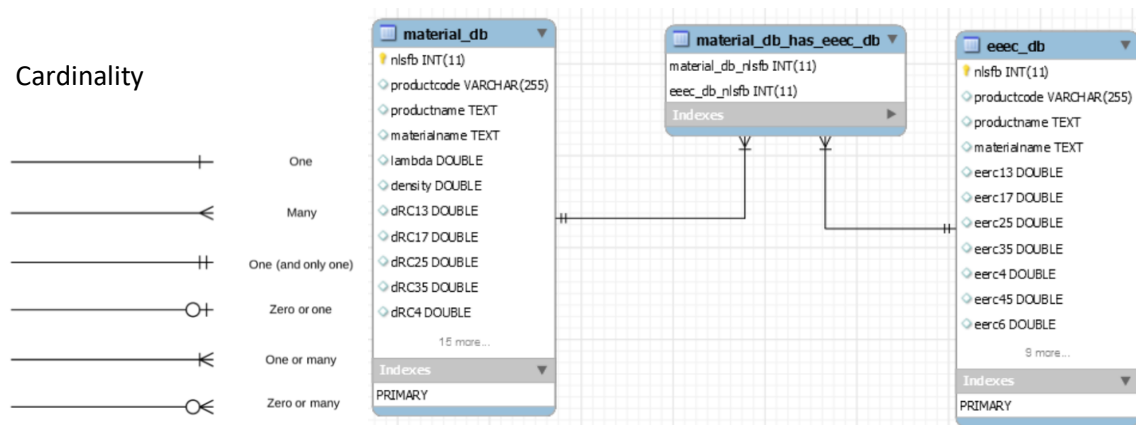 Cardinality
One
Many
One (and only one)
Zero or one
One or many
Zero or many
material_db
nlsfb INT(11)
productcode VARCHAR(255)
productname TEXT
materialname TEXT
lambda DOUBLE
density DOUBLE
dRC13 DOUBLE
dRC17 DOUBLE
dRC25 DOUBLE
dRC35 DOUBLE
dRC4 DOUBLE
15 more...
Indexes
PRIMARY
material_db_has_eeec_db
material_db_nlsfb INT(11)
eeec_db_nlsfb INT(11)
Indexes
eeec_db
nlsfb INT(11)
productcode VARCHAR(255)
productname TEXT
materialname TEXT
eerc13 DOUBLE
eerc17 DOUBLE
eerc25 DOUBLE
eerc35 DOUBLE
eerc4 DOUBLE
eerc45 DOUBLE
eerc6 DOUBLE
9 more...
Indexes
PRIMARY